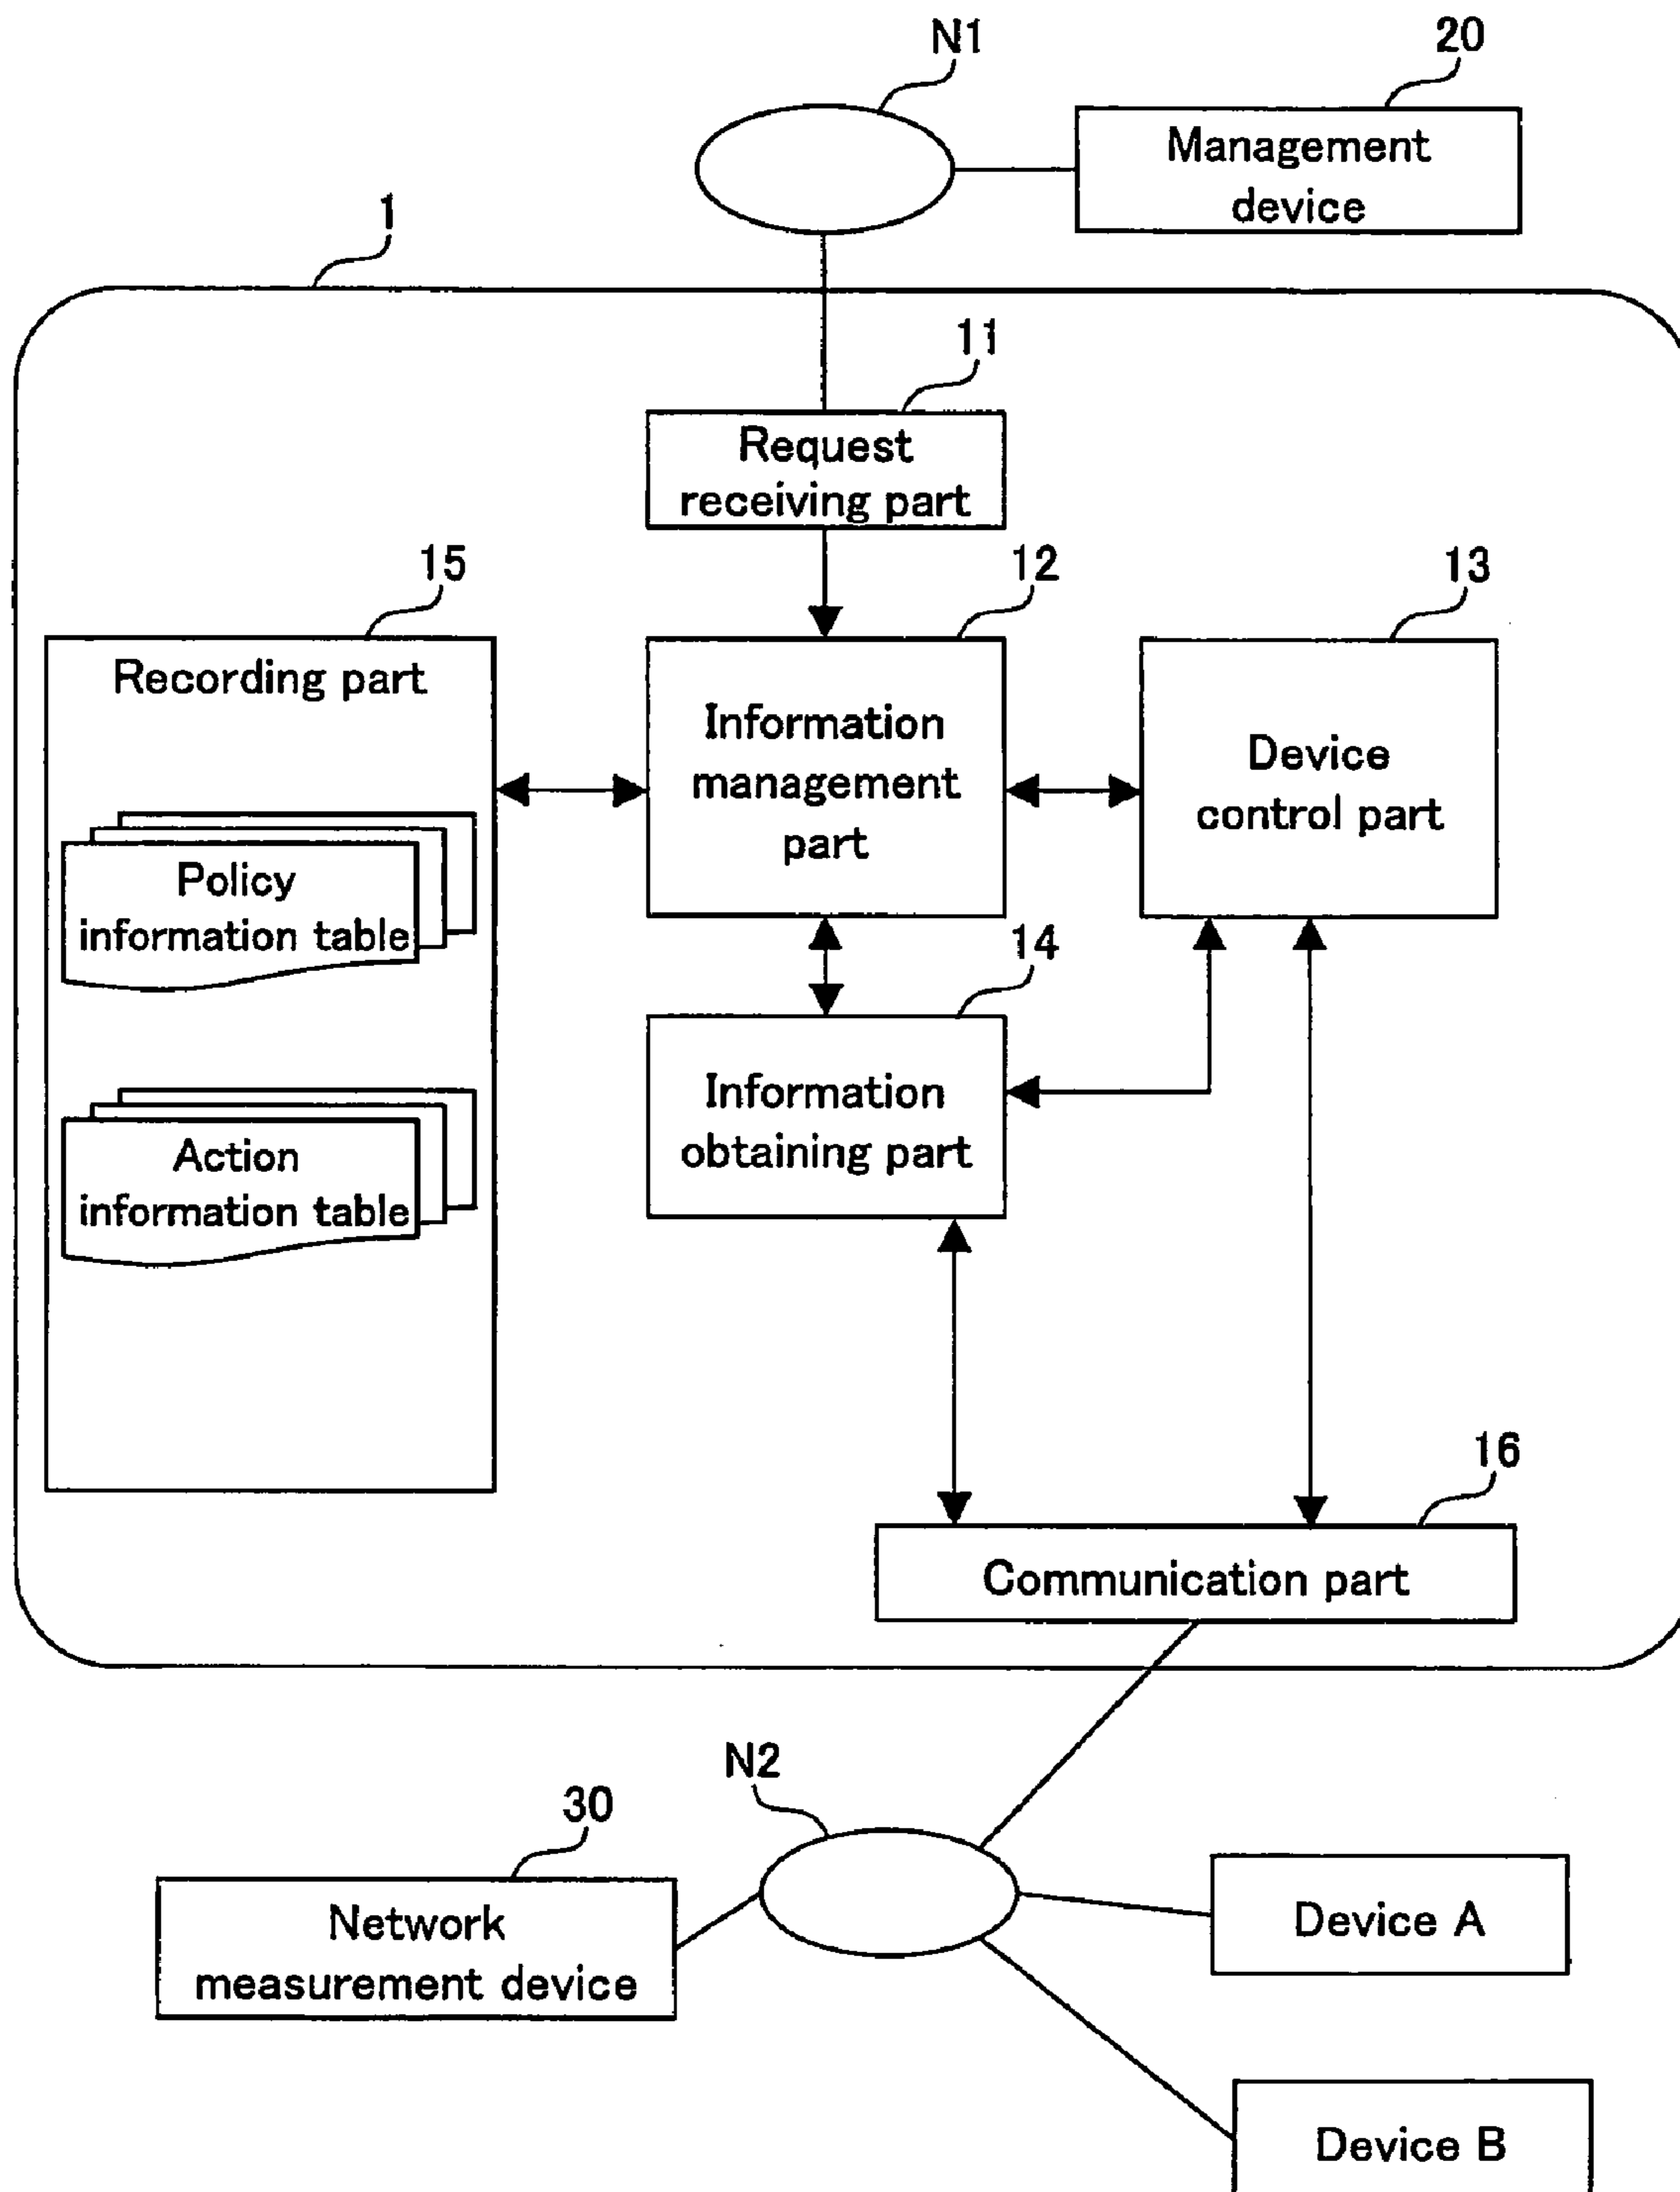 N1
20
Management
device
1
11
Request
receiving part
15
12
13
Recording part
Information
management
part
Device
control part
Policy
information table
14
Information
obtaining part
Action
information table
16
Communication part
N2
30
Network
measurement device
Device A
Device B